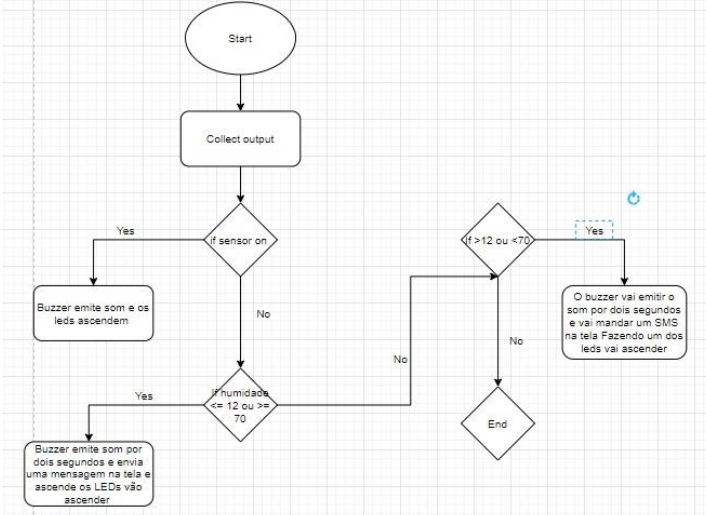 Start
Collect output
Yes
if sensor on
Buzzer emite som e os
leds ascendem
No
Yes
If humidade
<= 12 ou >=
70
Buzzer emite som por
dois segundos e envia
uma mensagem na tela e
ascende os LEDs vão
ascender
No
If >12 ou <70
Yes
O buzzer vai emitir o
som por dois segundos
e vai mandar um SMS
na tela Fazendo um dos
leds vai ascender
No
End